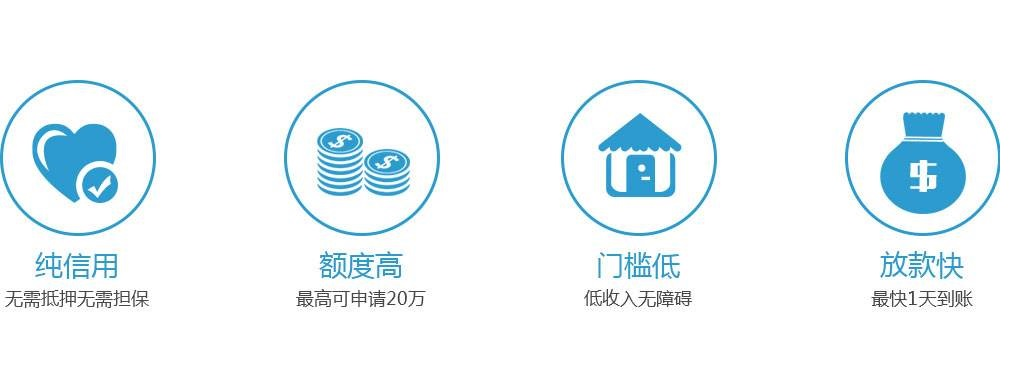 纯信用
无需抵押无需担保
额度高
最高可申请20万
门槛低
低收入无障碍
放款快
最快1天到账